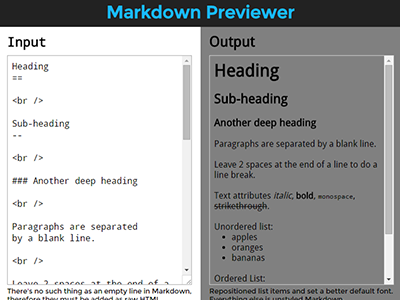 Markdown Previewer
Input
Heading
==
<br />
Sub-heading
--
<br />
### Another deep heading
<br />
Paragraphs are separated
by a blank line.
<br />
Leave 2 spaces at the end of a
There's no such thing as an empty line in Markdown,
therefore they must be added as raw HTML.
Output
Heading
Sub-heading
Another deep heading
Paragraphs are separated by a blank line.
Leave 2 spaces at the end of a line to do a
line break.
Text attributes italic, bold, monospace,
strikethrough.
Unordered list:
• apples
• oranges
• bananas
Ordered List:
Repositioned list items and set a better default font.
Everything else is unstyled Markdown.